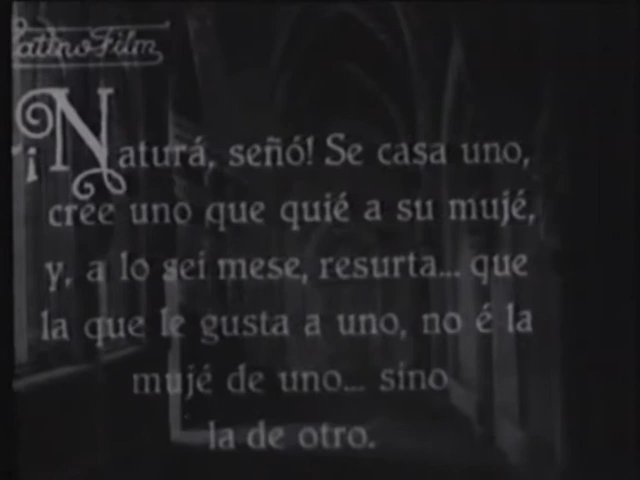 Latino Film
¡Naturá, señó! Se casa uno,
cree uno que quié a su mujé,
y, a lo sei mese, resurta... que
la que le gusta a uno, no é la
mujé de uno... sino
la de otro.